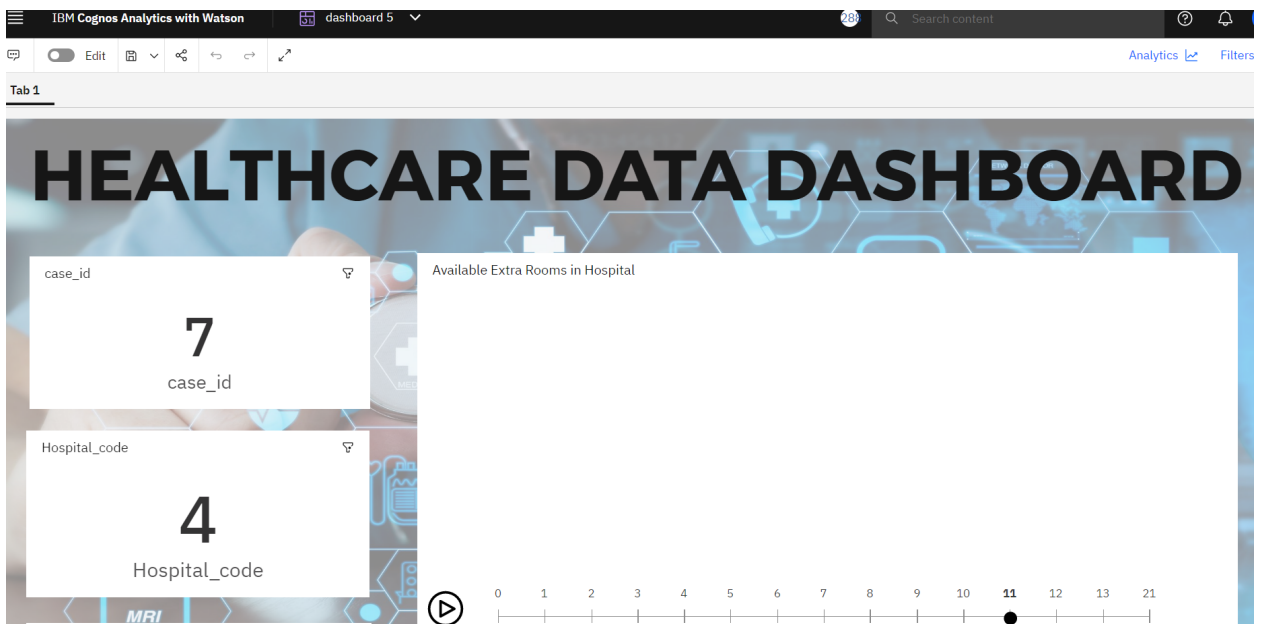 IBM Cognos Analytics with Watson
dashboard 5
288
Search content
Edit
Analytics
Filters
Tab 1
HEALTHCARE DATA DASHBOARD
case_id
7
case_id
Available Extra Rooms in Hospital
Hospital_code
4
Hospital_code
0 1 2 3 4 5 6 7 8 9 10 11 12 13 21
MRI